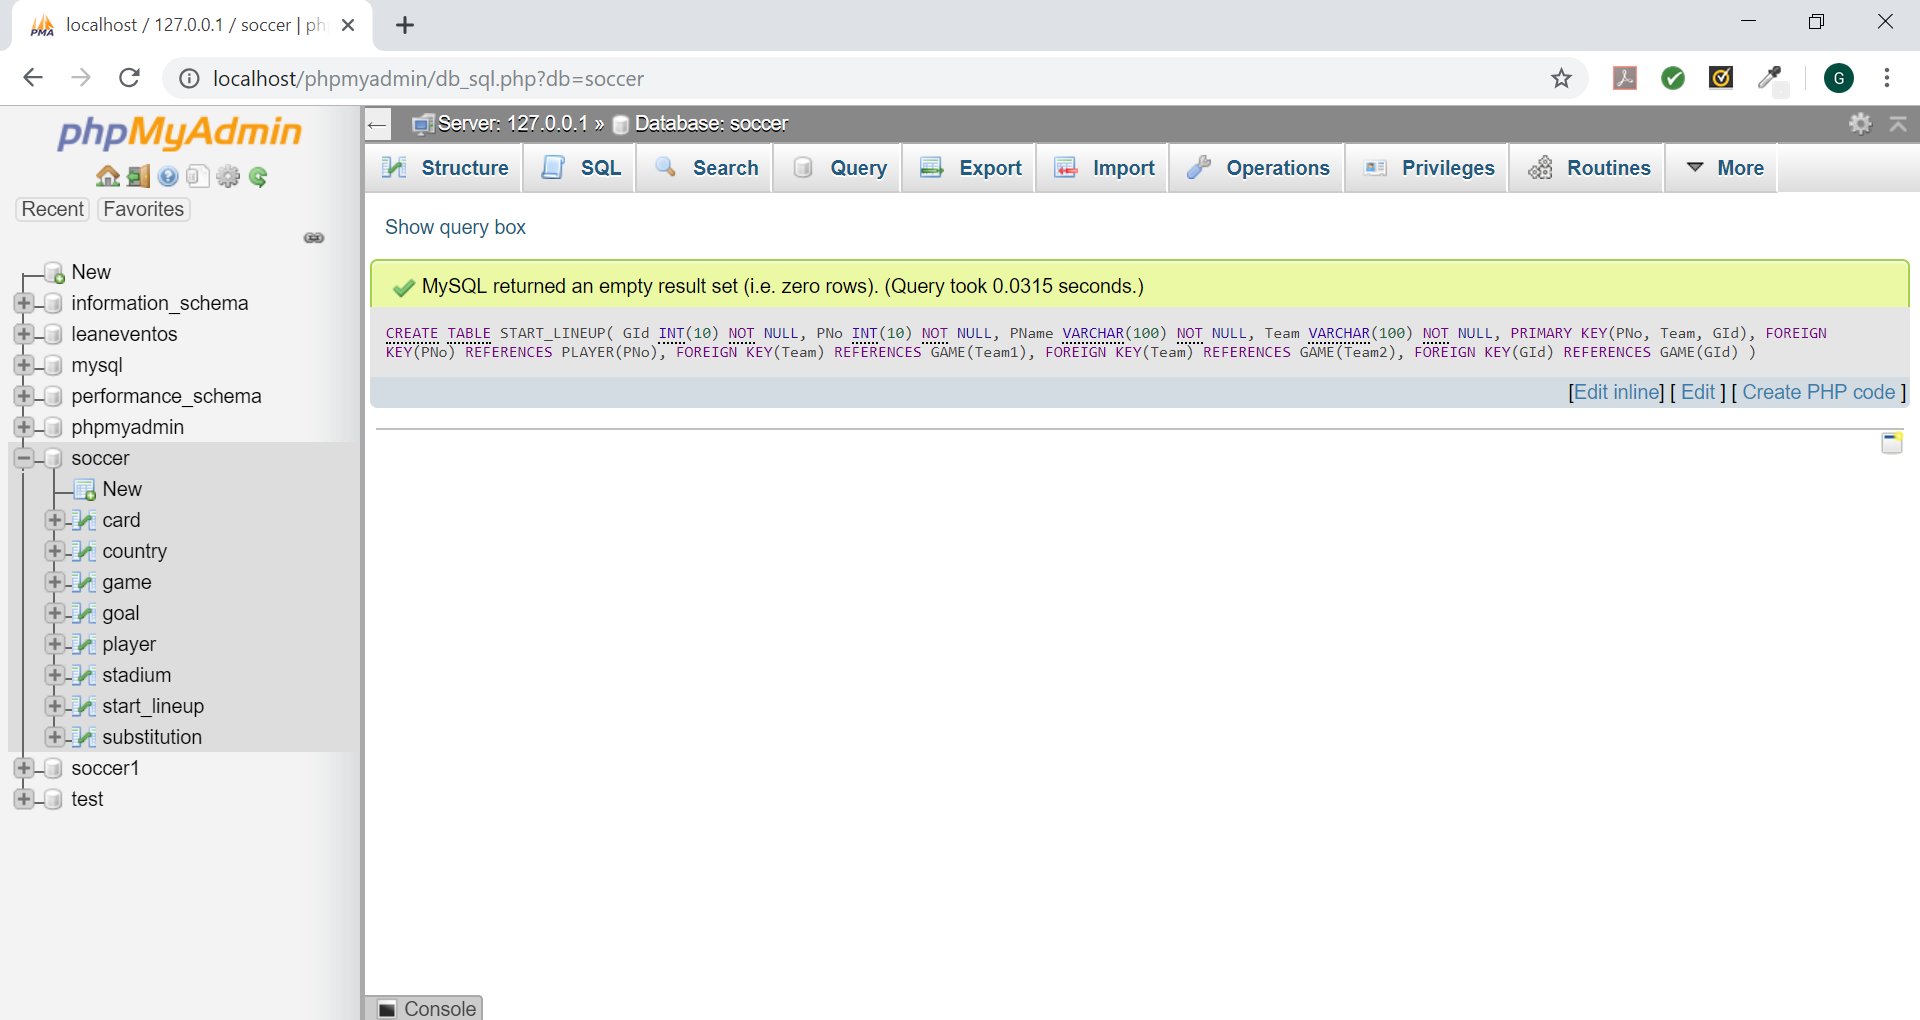 localhost / 127.0.0.1 / soccer | ph
localhost/phpmyadmin/db_sql.php?db=soccer
G
phpMyAdmin
Recent
Favorites
New
information_schema
leaneventos
mysql
performance_schema
phpmyadmin
soccer
New
card
country
game
goal
player
stadium
start_lineup
substitution
soccer1
test
Server: 127.0.0.1 » Database: soccer
Structure SQL Search Query Export Import Operations Privileges Routines More
Show query box
MySQL returned an empty result set (i.e. zero rows). (Query took 0.0315 seconds.)
CREATE TABLE START_LINEUP( GId INT(10) NOT NULL, PNo INT(10) NOT NULL, PName VARCHAR(100) NOT NULL, Team VARCHAR(100) NOT NULL, PRIMARY KEY(PNo, Team, GId), FOREIGN
KEY(PNo) REFERENCES PLAYER(PNo), FOREIGN KEY(Team) REFERENCES GAME(Team1), FOREIGN KEY(Team) REFERENCES GAME(Team2), FOREIGN KEY(GId) REFERENCES GAME(GId) )
[Edit inline] [ Edit ] [ Create PHP code ]
Console